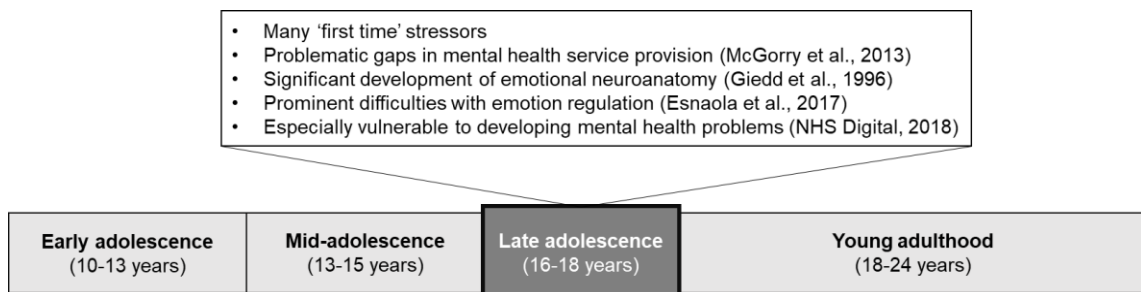 • Many ‘first time’ stressors
• Problematic gaps in mental health service provision (McGorry et al., 2013)
• Significant development of emotional neuroanatomy (Giedd et al., 1996)
• Prominent difficulties with emotion regulation (Esnaola et al., 2017)
• Especially vulnerable to developing mental health problems (NHS Digital, 2018)
Early adolescence
(10-13 years)
Mid-adolescence
(13-15 years)
Late adolescence
(16-18 years)
Young adulthood
(18-24 years)